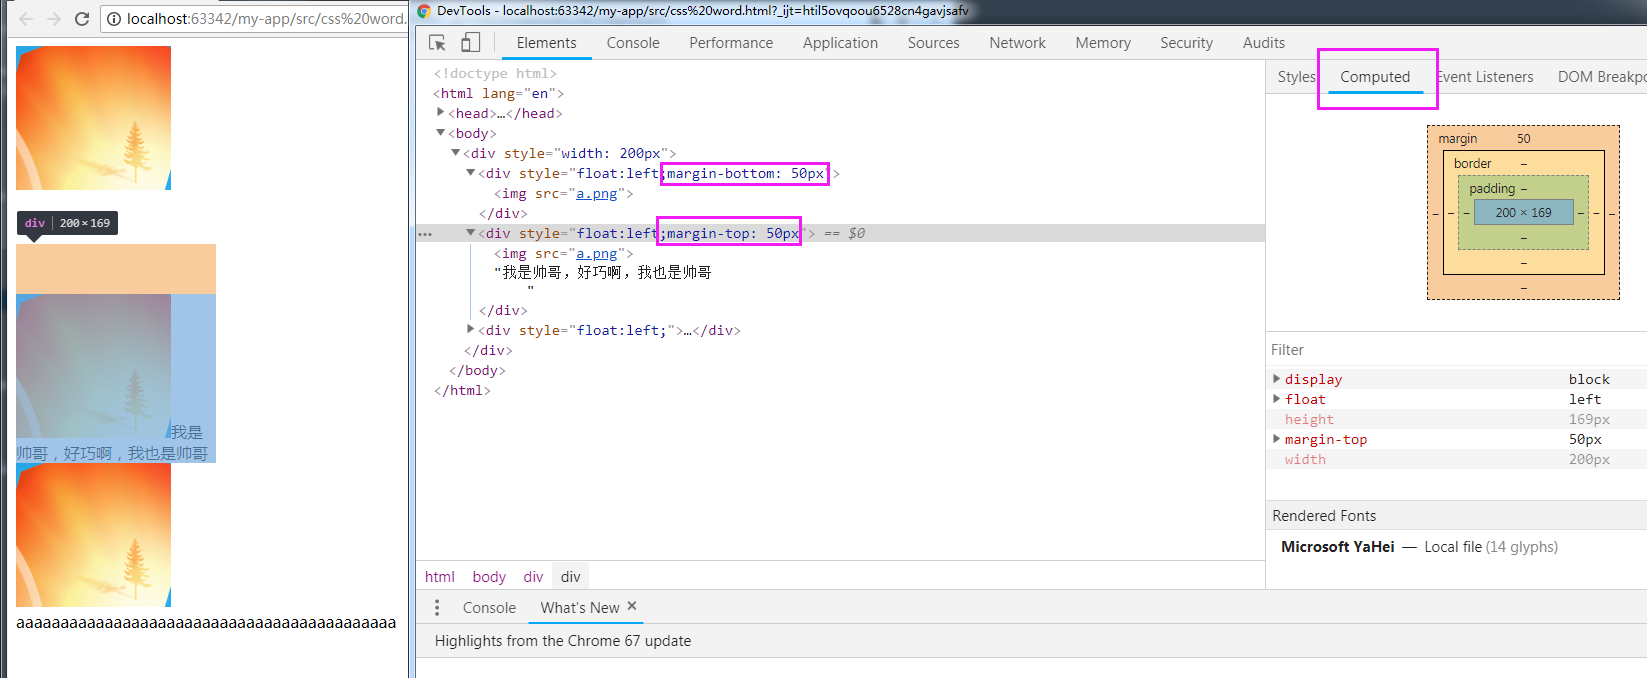 localhost:63342/my-app/src/css%20word.
div 200×169
我是
帅哥，好巧啊，我也是帅哥
aaaaaaaaaaaaaaaaaaaaaaaaaaaaaaaaaaaaaaaaaaa
DevTools - localhost:63342/my-app/src/css%20word.html?_ijt=htil5ovqoou6528cn4gavjsafv
Elements Console Performance Application Sources Network Memory Security Audits
<!doctype html>
<html lang="en">
<head>…</head>
<body>
<div style="width: 200px">
<div style="float:left;margin-bottom: 50px">
<img src="a.png">
</div>
<div style="float:left;margin-top: 50px"> == $0
<img src="a.png">
"我是帅哥，好巧啊，我也是帅哥
"
</div>
<div style="float:left;">…</div>
</div>
</body>
</html>
html body div div
Console What's New ×
Highlights from the Chrome 67 update
Styles Computed Event Listeners DOM Breakpo
margin 50
border –
padding –
– – – 200 × 169 – – –
–
–
–
Filter
display block
float left
height 169px
margin-top 50px
width 200px
Rendered Fonts
Microsoft YaHei — Local file (14 glyphs)